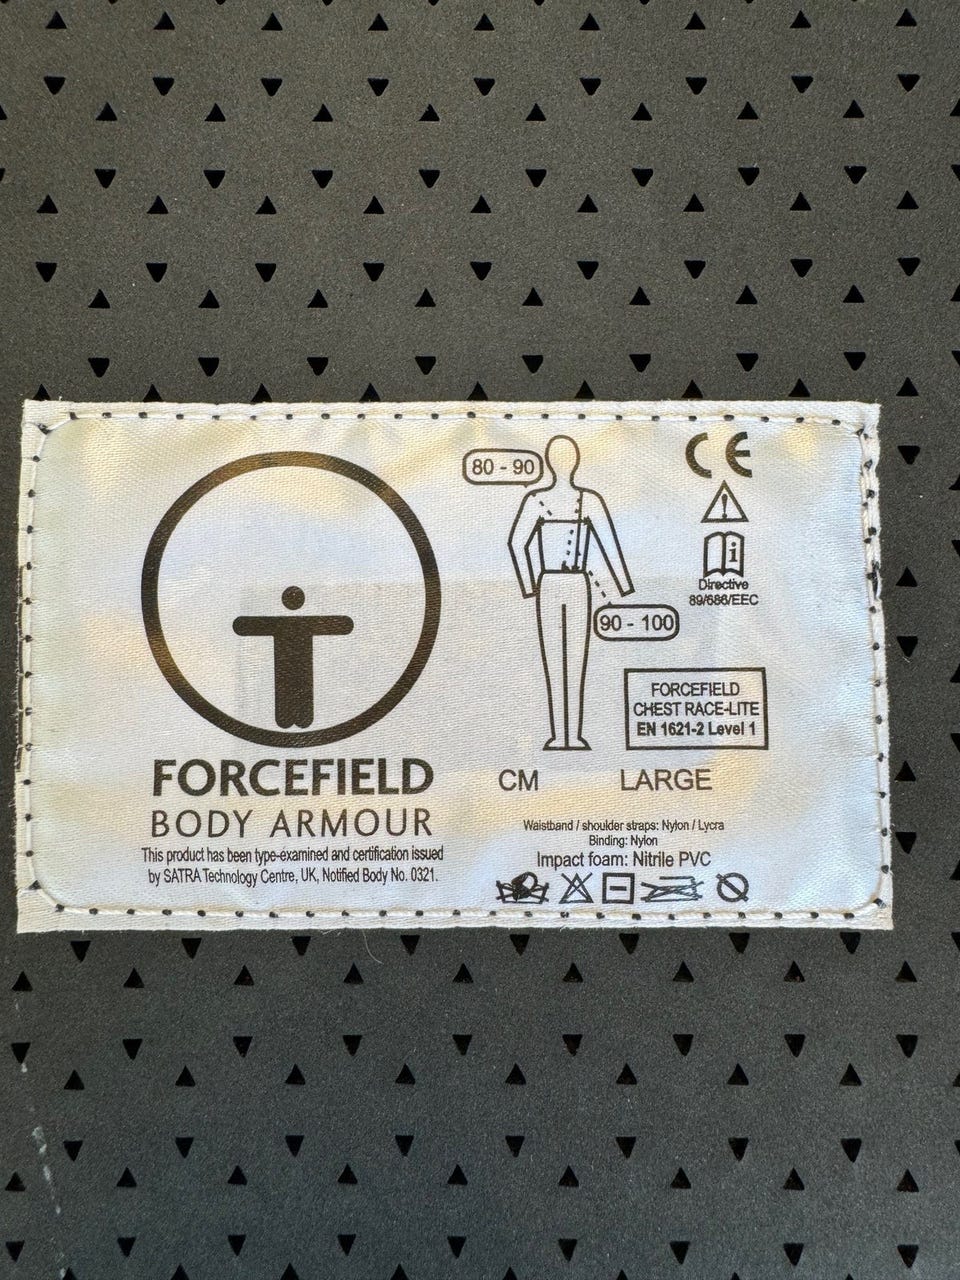 FORCEFIELD
BODY ARMOUR
This product has been type-examined and certification issued
by SATRA Technology Centre, UK, Notified Body No. 0321.
80 - 90
90 - 100
CE
i
Directive
89/686/EEC
FORCEFIELD
CHEST RACE-LITE
EN 1621-2 Level 1
CM LARGE
Waistband / shoulder straps: Nylon / Lycra
Binding: Nylon
Impact foam: Nitrile PVC